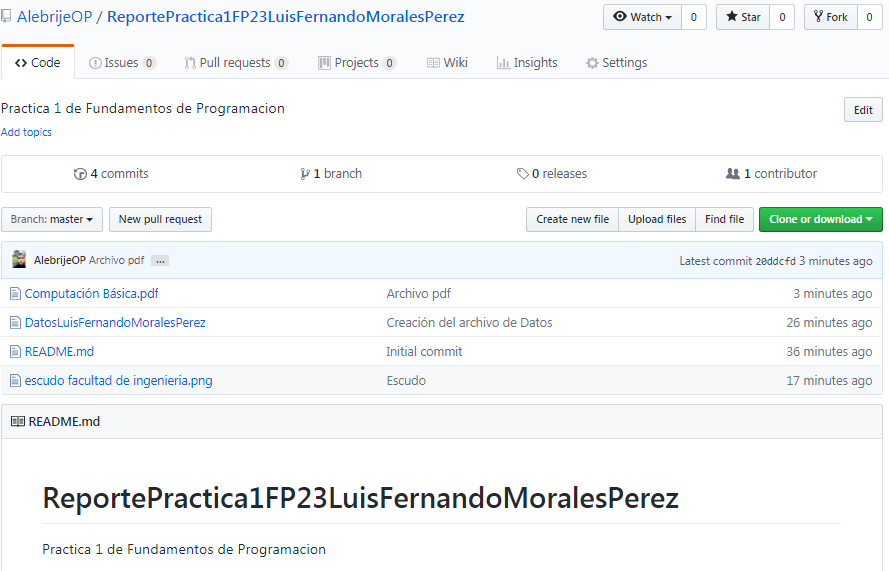 AlebrijeOP / ReportePractica1FP23LuisFernandoMoralesPerez Watch 0 Star 0 Fork 0
Code Issues 0 Pull requests 0 Projects 0 Wiki Insights Settings
Practica 1 de Fundamentos de Programacion Edit
Add topics
4 commits 1 branch 0 releases 1 contributor
Branch: master New pull request Create new file Upload files Find file Clone or download
AlebrijeOP Archivo pdf ... Latest commit 20ddcfd 3 minutes ago
Computación Básica.pdf Archivo pdf 3 minutes ago
DatosLuisFernandoMoralesPerez Creación del archivo de Datos 26 minutes ago
README.md Initial commit 36 minutes ago
escudo facultad de ingenieria.png Escudo 17 minutes ago
README.md
ReportePractica1FP23LuisFernandoMoralesPerez
Practica 1 de Fundamentos de Programacion